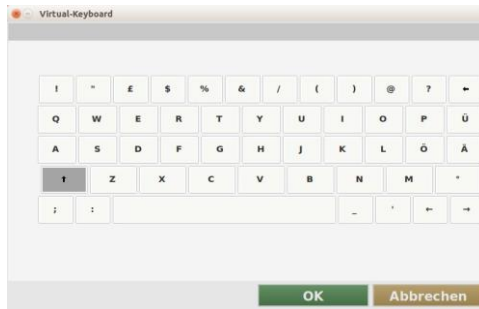 Virtual-Keyboard
! " £ $ % & / ( ) @ ? ←
Q W E R T Y U I O P Ü
A S D F G H J K L Ö Ä
↑ Z X C V B N M °
; : _ ' ← →
OK Abbrechen